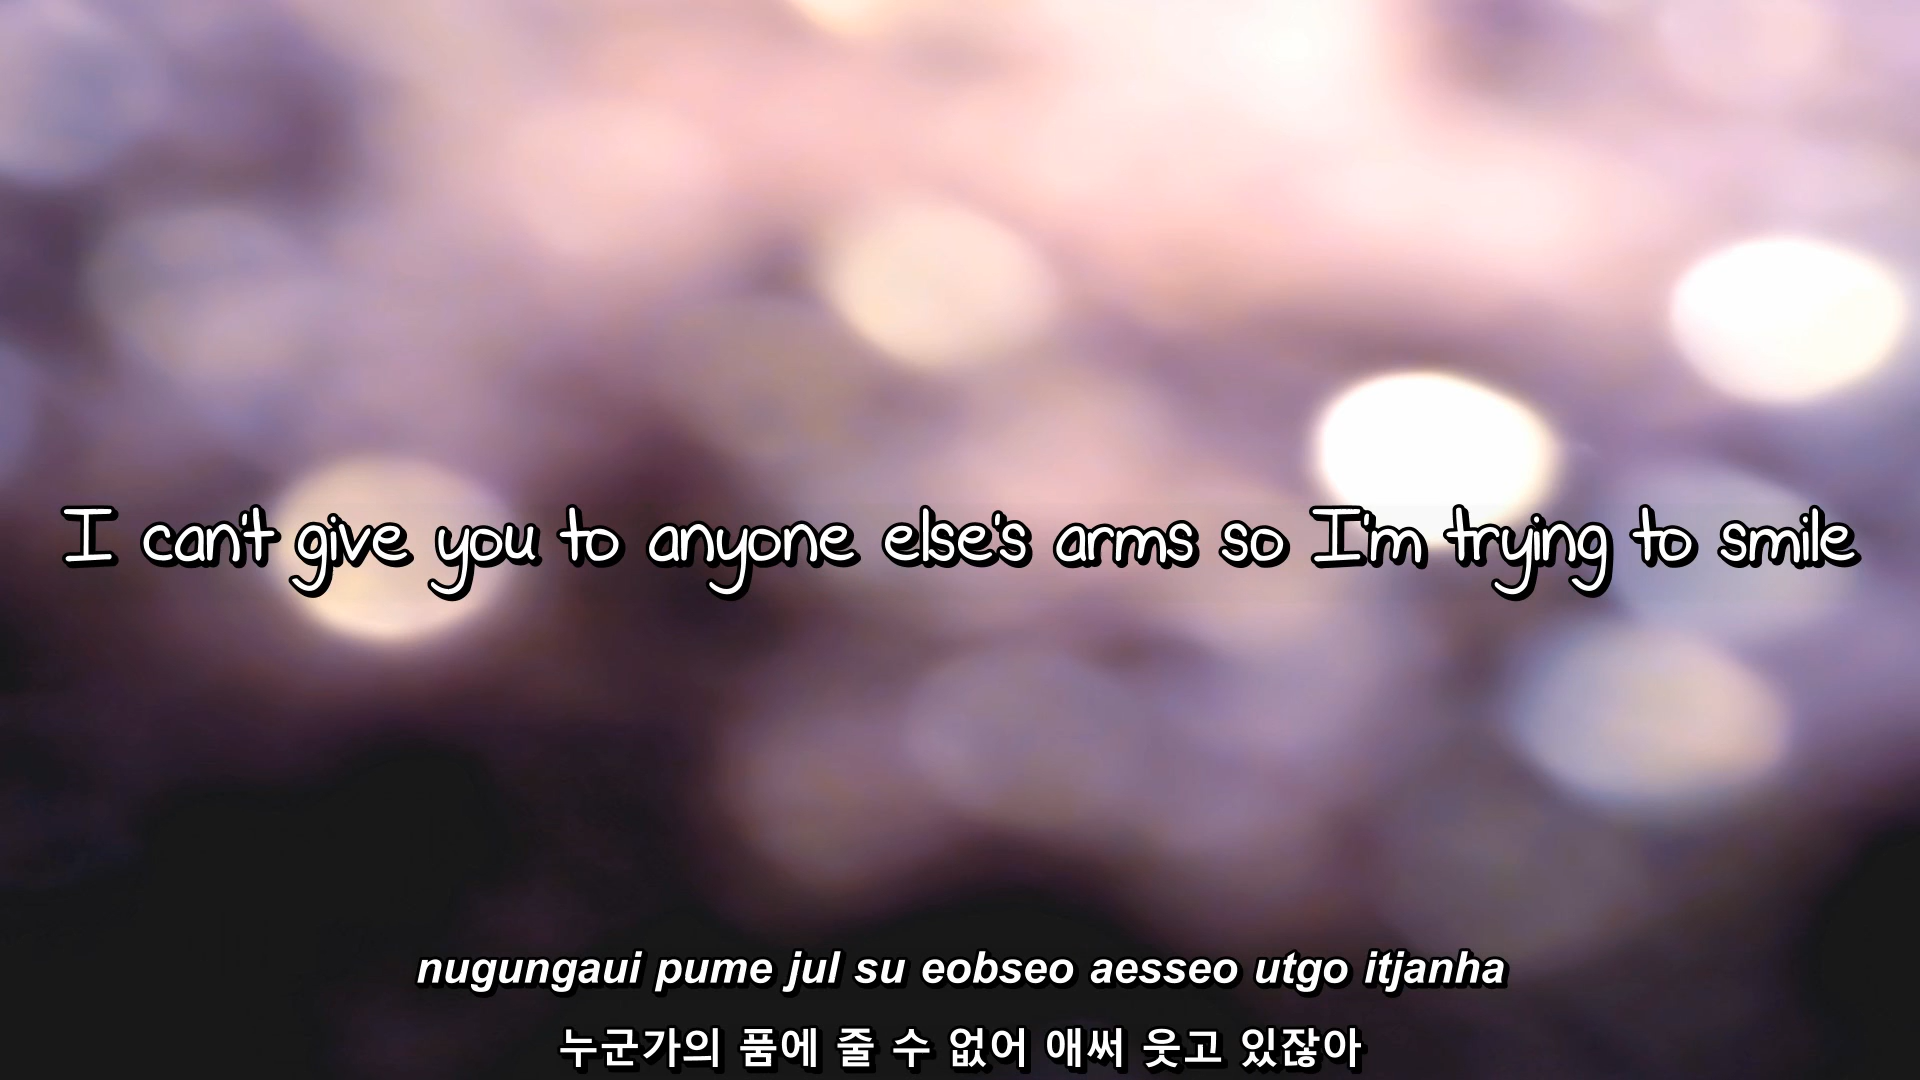 I can't give you to anyone else's arms so I'm trying to smile
nugungaui pume jul su eobseo aesseo utgo itjanha
누군가의 품에 줄 수 없어 애써 웃고 있잖아